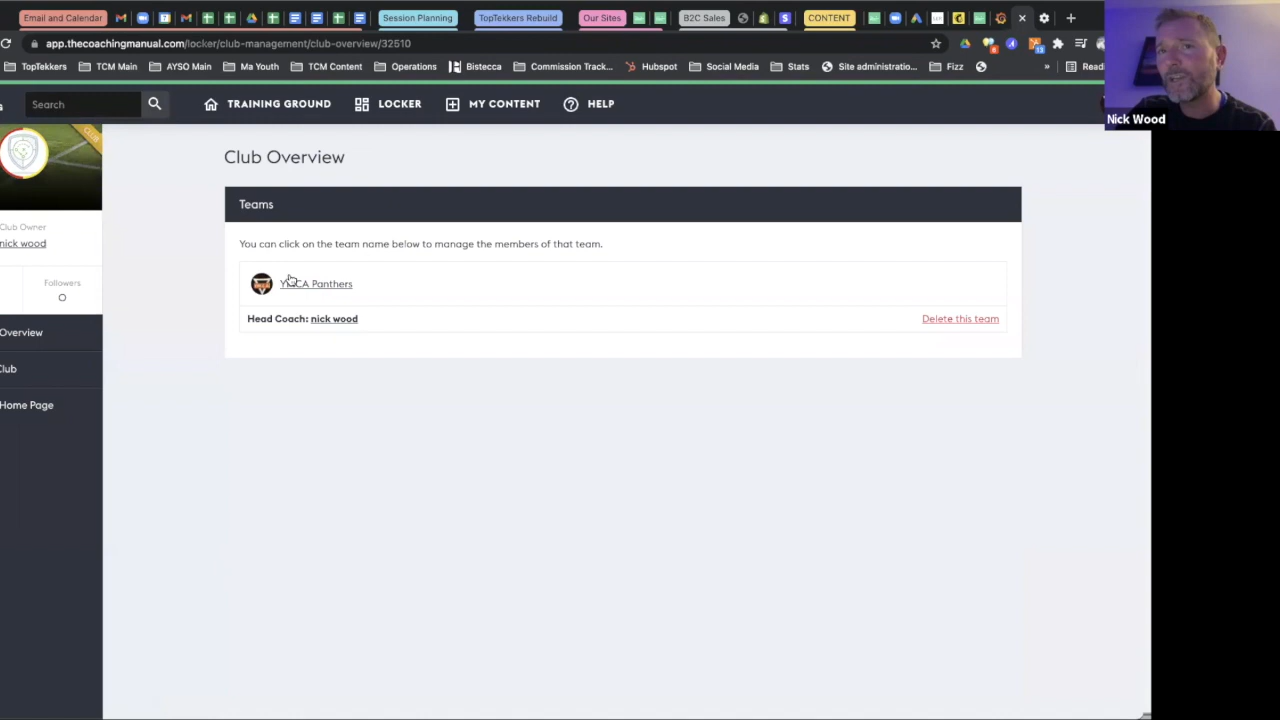 Email and Calendar
Session Planning
TopTekkers Rebuild
Our Sites
B2C Sales
CONTENT
app.thecoachingmanual.com/locker/club-management/club-overview/32510
TopTekkers
TCM Main
AYSO Main
Ma Youth
TCM Content
Operations
Bistecca
Commission Track...
Hubspot
Social Media
Stats
Site administratio...
Fizz
»
Readi
Search
TRAINING GROUND
LOCKER
MY CONTENT
HELP
Nick Wood
CLUB
Club Owner
nick wood
Followers
0
Overview
Club
Home Page
Club Overview
Teams
You can click on the team name below to manage the members of that team.
YMCA Panthers
Head Coach: nick wood
Delete this team